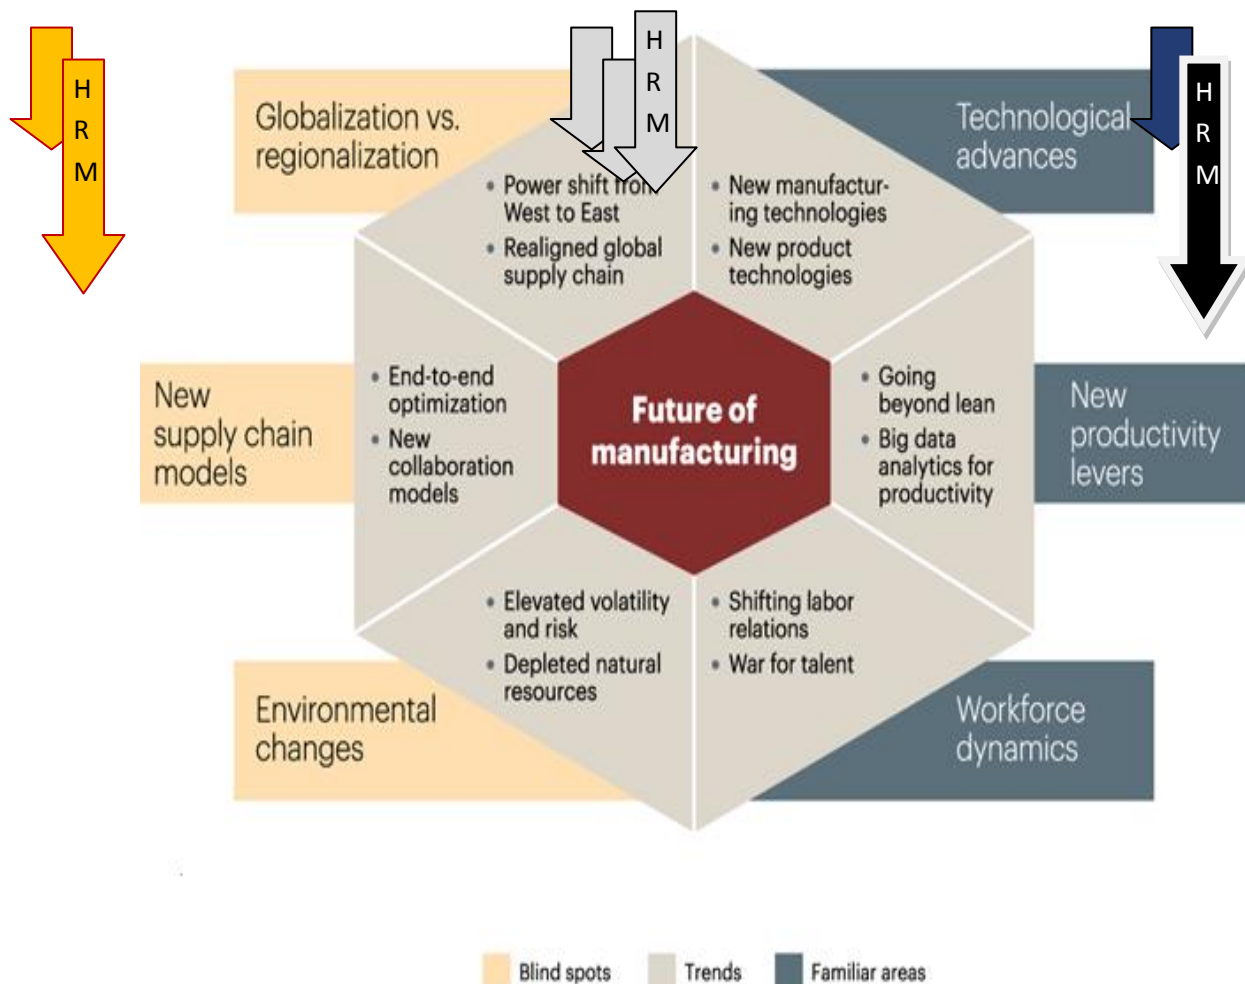 H
R
M
H
R
M
H
R
M
Globalization vs.
regionalization
Technological
advances
• Power shift from
West to East
• Realigned global
supply chain
• New manufactur-
ing technologies
• New product
technologies
New
supply chain
models
• End-to-end
optimization
• New
collaboration
models
Future of
manufacturing
• Going
beyond lean
• Big data
analytics for
productivity
New
productivity
levers
Environmental
changes
• Elevated volatility
and risk
• Depleted natural
resources
• Shifting labor
relations
• War for talent
Workforce
dynamics
Blind spots
Trends
Familiar areas